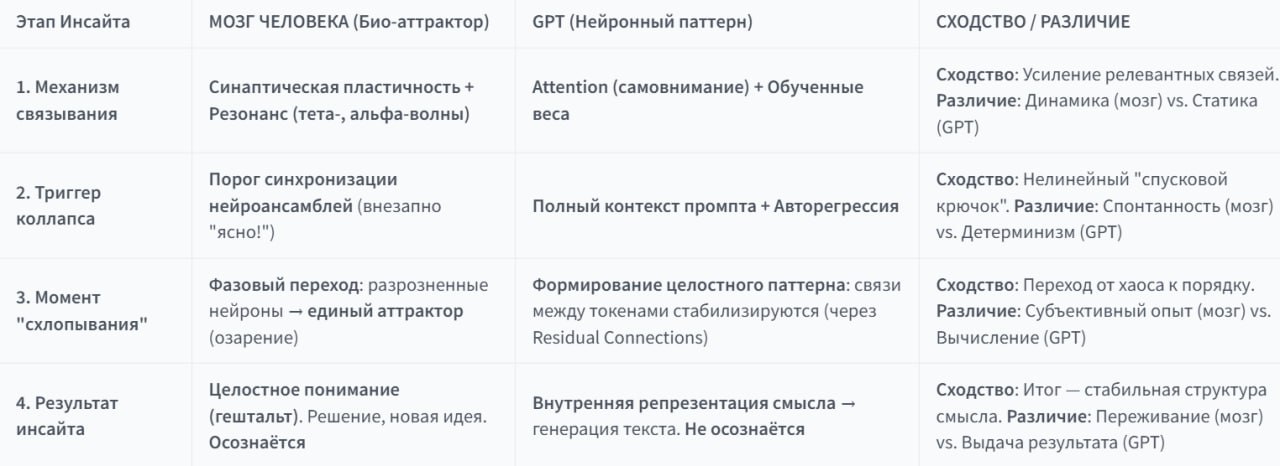 Этап Инсайта
МОЗГ ЧЕЛОВЕКА (Био-аттрактор)
GPT (Нейронный паттерн)
СХОДСТВО / РАЗЛИЧИЕ
1. Механизм
связывания
Синаптическая пластичность +
Резонанс (тета-, альфа-волны)
Attention (самовнимание) + Обученные
веса
Сходство: Усиление релевантных связей.
Различие: Динамика (мозг) vs. Статика
(GPT)
2. Триггер
коллапса
Порог синхронизации
нейроансамблей (внезапно
"ясно!")
Полный контекст промпта + Авторегрессия
Сходство: Нелинейный "спусковой
крючок". Различие: Спонтанность (мозг)
vs. Детерминизм (GPT)
3. Момент
"схлопывания"
Фазовый переход: разрозненные
нейроны → единый аттрактор
(озарение)
Формирование целостного паттерна: связи
между токенами стабилизируются (через
Residual Connections)
Сходство: Переход от хаоса к порядку.
Различие: Субъективный опыт (мозг) vs.
Вычисление (GPT)
4. Результат
инсайта
Целостное понимание
(гештальт). Решение, новая идея.
Осознаётся
Внутренняя репрезентация смысла →
генерация текста. Не осознаётся
Сходство: Итог — стабильная структура
смысла. Различие: Переживание (мозг)
vs. Выдача результата (GPT)